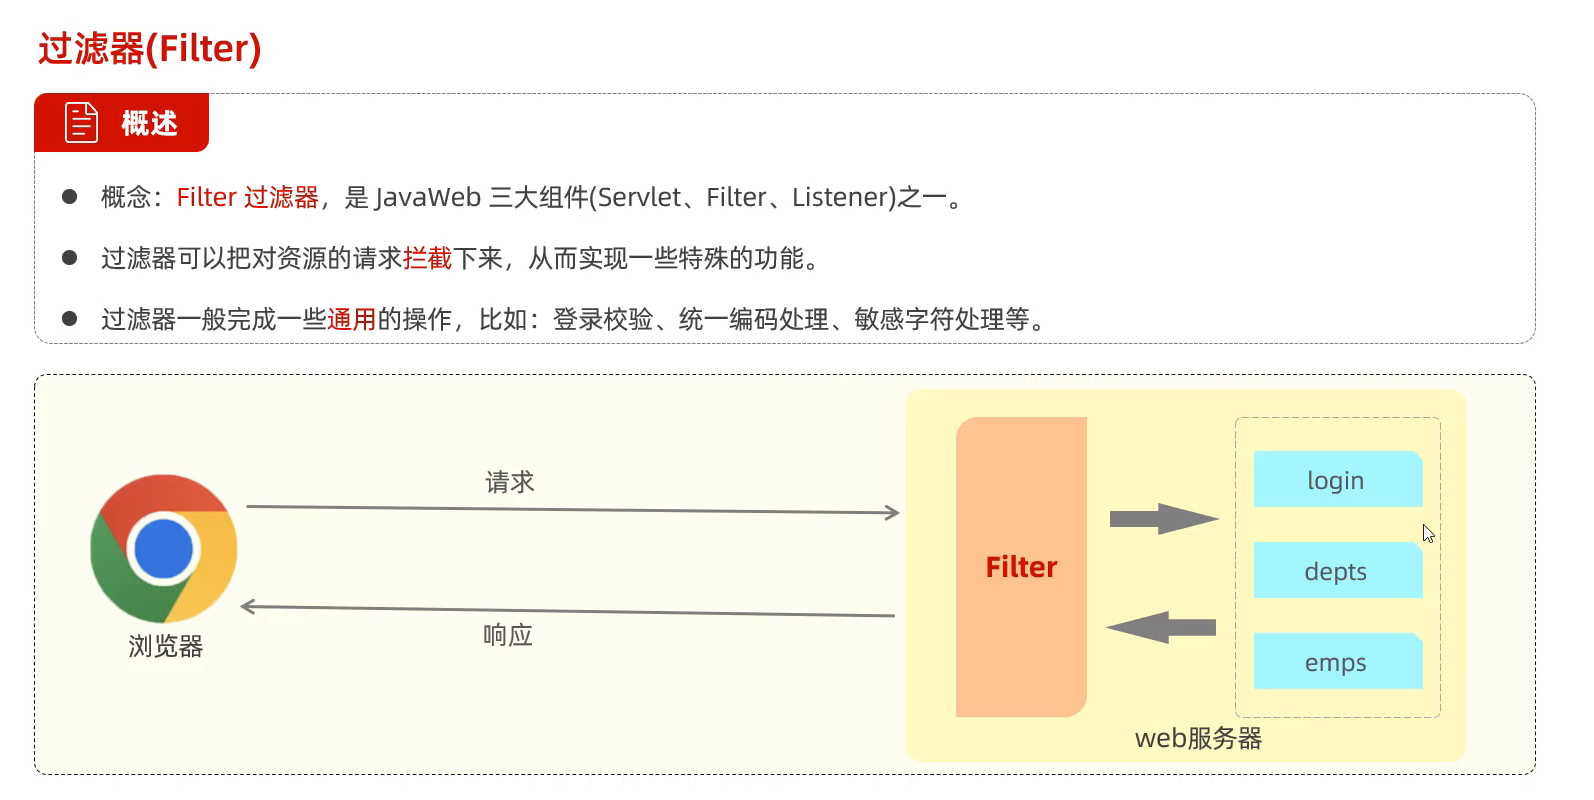 过滤器(Filter)
概述
概念：Filter 过滤器，是 JavaWeb 三大组件(Servlet、Filter、Listener)之一。
过滤器可以把对资源的请求拦截下来，从而实现一些特殊的功能。
过滤器一般完成一些通用的操作，比如：登录校验、统一编码处理、敏感字符处理等。
请求
响应
浏览器
Filter
login
depts
emps
web服务器